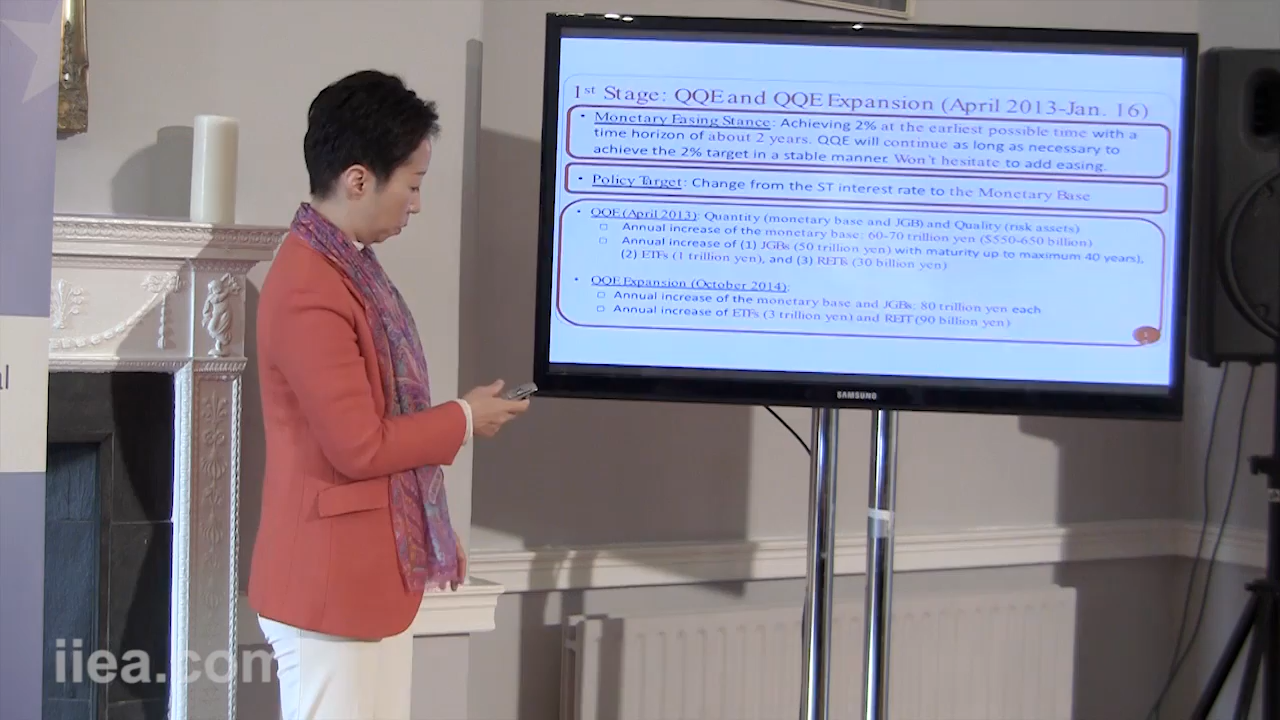 1st Stage: QQE and QQE Expansion (April 2013-Jan. 16)
• Monetary Easing Stance: Achieving 2% at the earliest possible time with a
time horizon of about 2 years. QQE will continue as long as necessary to
achieve the 2% target in a stable manner. Won't hesitate to add easing.
• Policy Target: Change from the ST interest rate to the Monetary Base
• QQE (April 2013): Quantity (monetary base and JGB) and Quality (risk assets)
□ Annual increase of the monetary base: 60-70 trillion yen ($550-650 billion)
□ Annual increase of (1) JGBs (50 trillion yen) with maturity up to maximum 40 years),
(2) ETFs (1 trillion yen), and (3) REITs (30 billion yen)
• QQE Expansion (October 2014):
□ Annual increase of the monetary base and JGBs: 80 trillion yen each
□ Annual increase of ETFs (3 trillion yen) and REIT (90 billion yen)
SAMSUNG
al
iiea.com